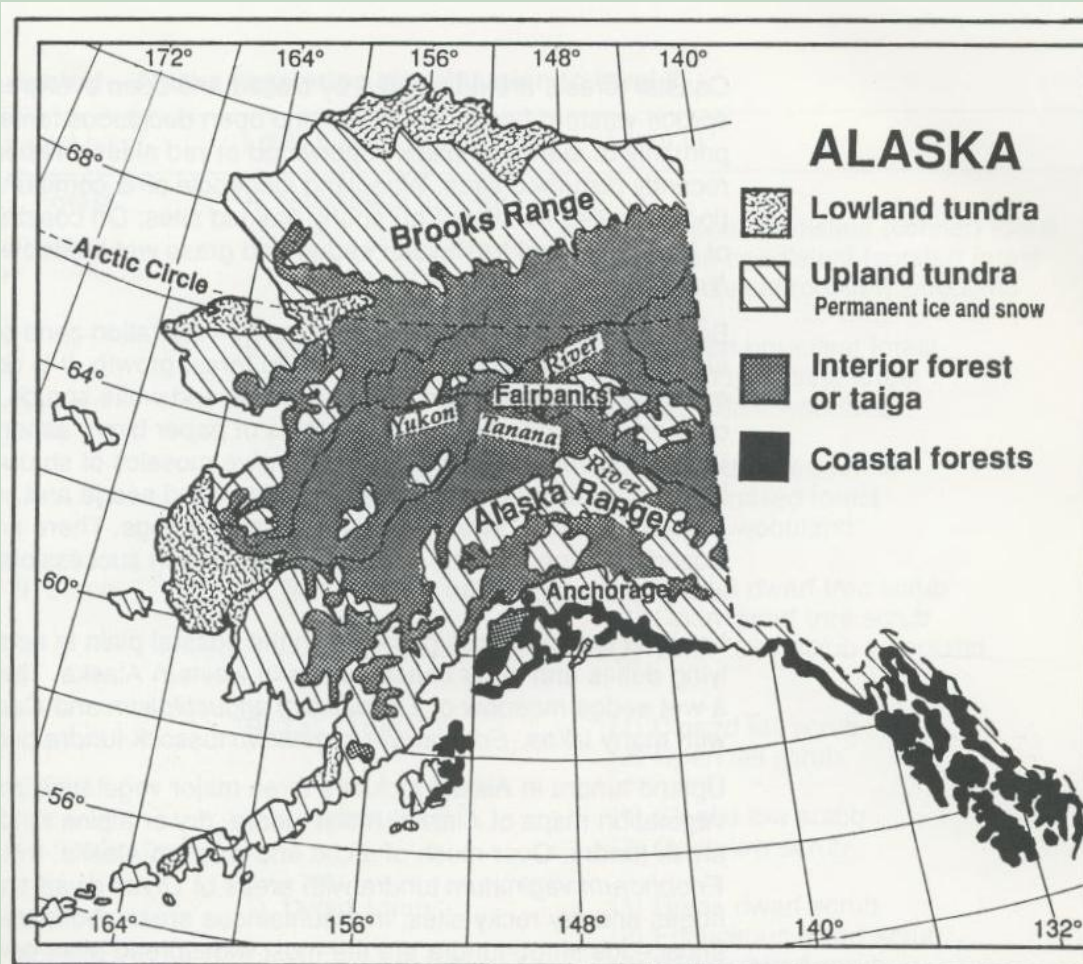 172° 164° 156° 148° 140°
68°
Arctic Circle
64°
60°
56°
Brooks Range
River
Fairbanks
Yukon
Tanana
River
Alaska Range
Anchorage
ALASKA
Lowland tundra
Upland tundra
Permanent ice and snow
Interior forest
or taiga
Coastal forests
164° 156° 148° 140° 132°